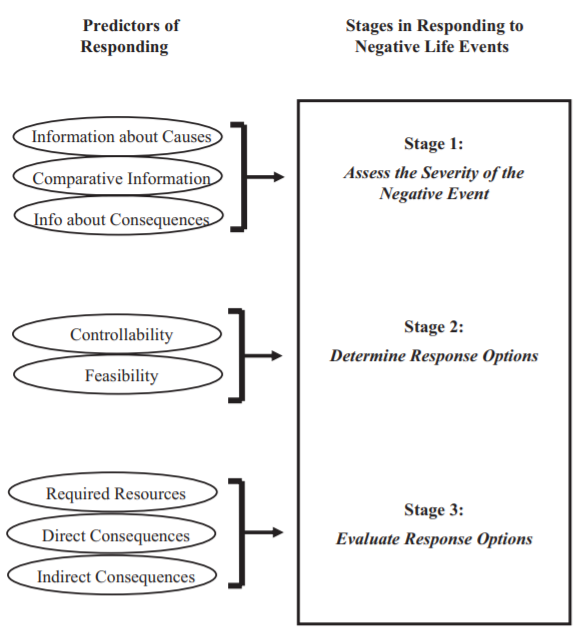 Predictors of
Responding
Stages in Responding to
Negative Life Events
Information about Causes
Comparative Information
Info about Consequences
Stage 1:
Assess the Severity of the
Negative Event
Controllability
Feasibility
Stage 2:
Determine Response Options
Required Resources
Direct Consequences
Indirect Consequences
Stage 3:
Evaluate Response Options